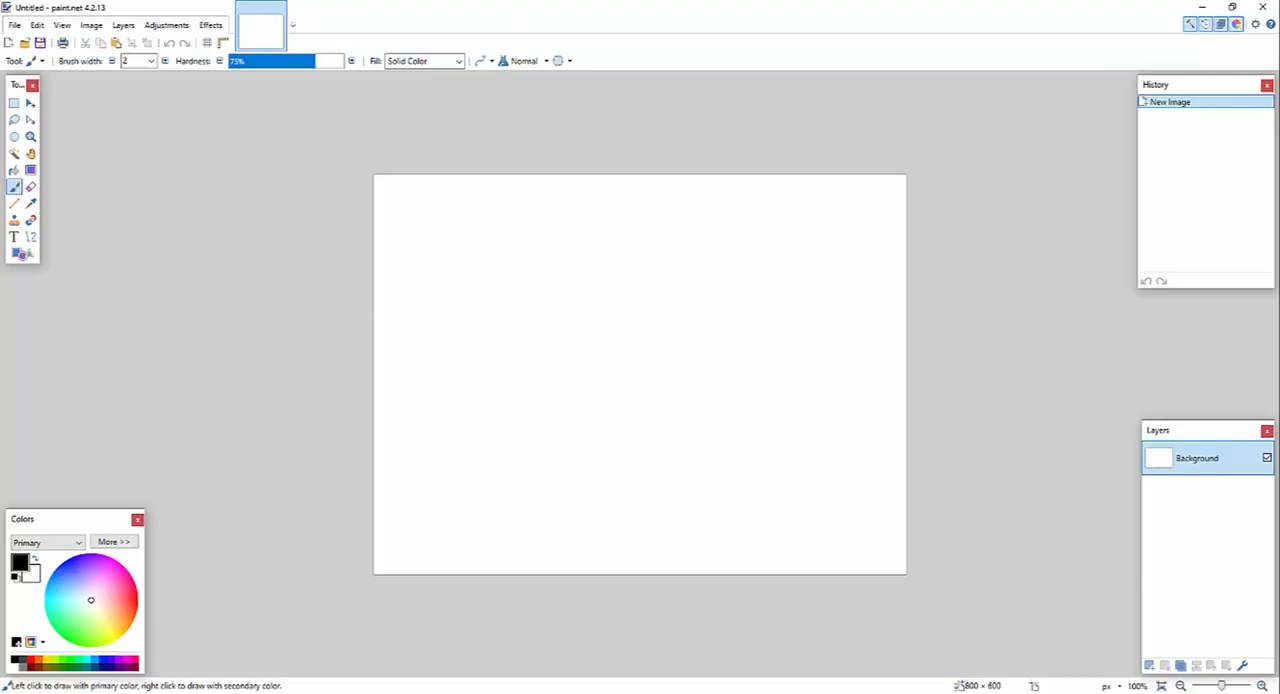 Untitled - paint.net 4.2.13
File Edit View Image Layers Adjustments Effects
Tool: Brush width: 2 Hardness: 75% Fill: Solid Color Normal
To...
History
New Image
Layers
Background
Colors
Primary More >>
Left click to draw with primary color, right click to draw with secondary color.
800 × 600 px 100%